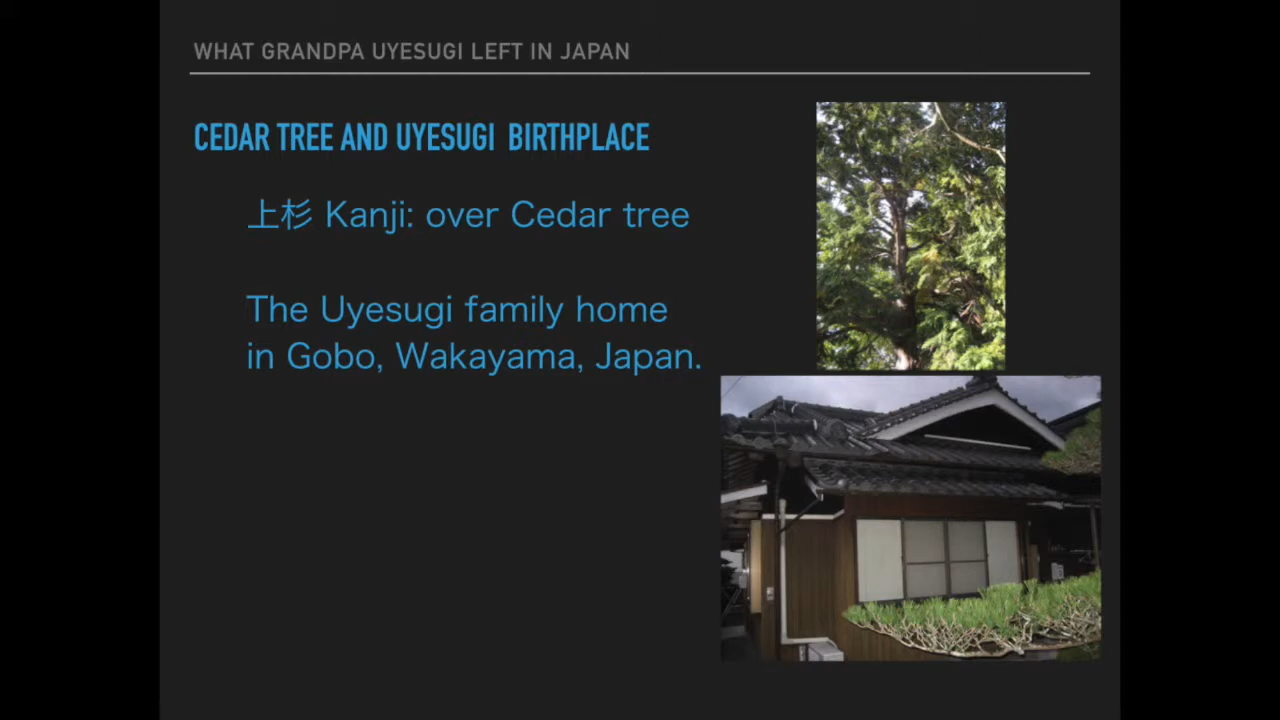 WHAT GRANDPA UYESUGI LEFT IN JAPAN
CEDAR TREE AND UYESUGI BIRTHPLACE
上杉 Kanji: over Cedar tree
The Uyesugi family home
in Gobo, Wakayama, Japan.